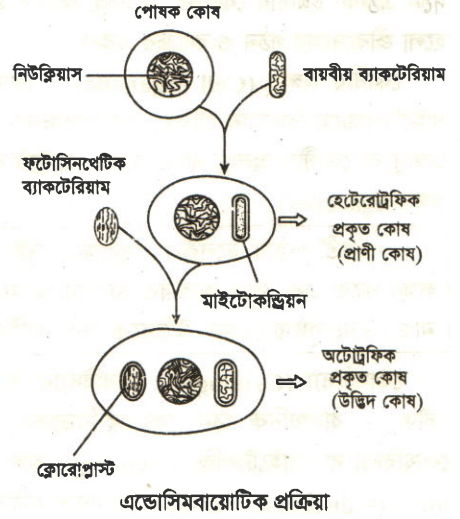 পোষক কোষ
নিউক্লিয়াস
বায়বীয় ব্যাকটেরিয়াম
ফটোসিনথেটিক
ব্যাকটেরিয়াম
হেটেরোট্রফিক
প্রকৃত কোষ
(প্রাণী কোষ)
মাইটোকন্ড্রিয়ন
অটোট্রফিক
প্রকৃত কোষ
(উদ্ভিদ কোষ)
ক্লোরোপ্লাস্ট
এন্ডোসিমবায়োটিক প্রক্রিয়া